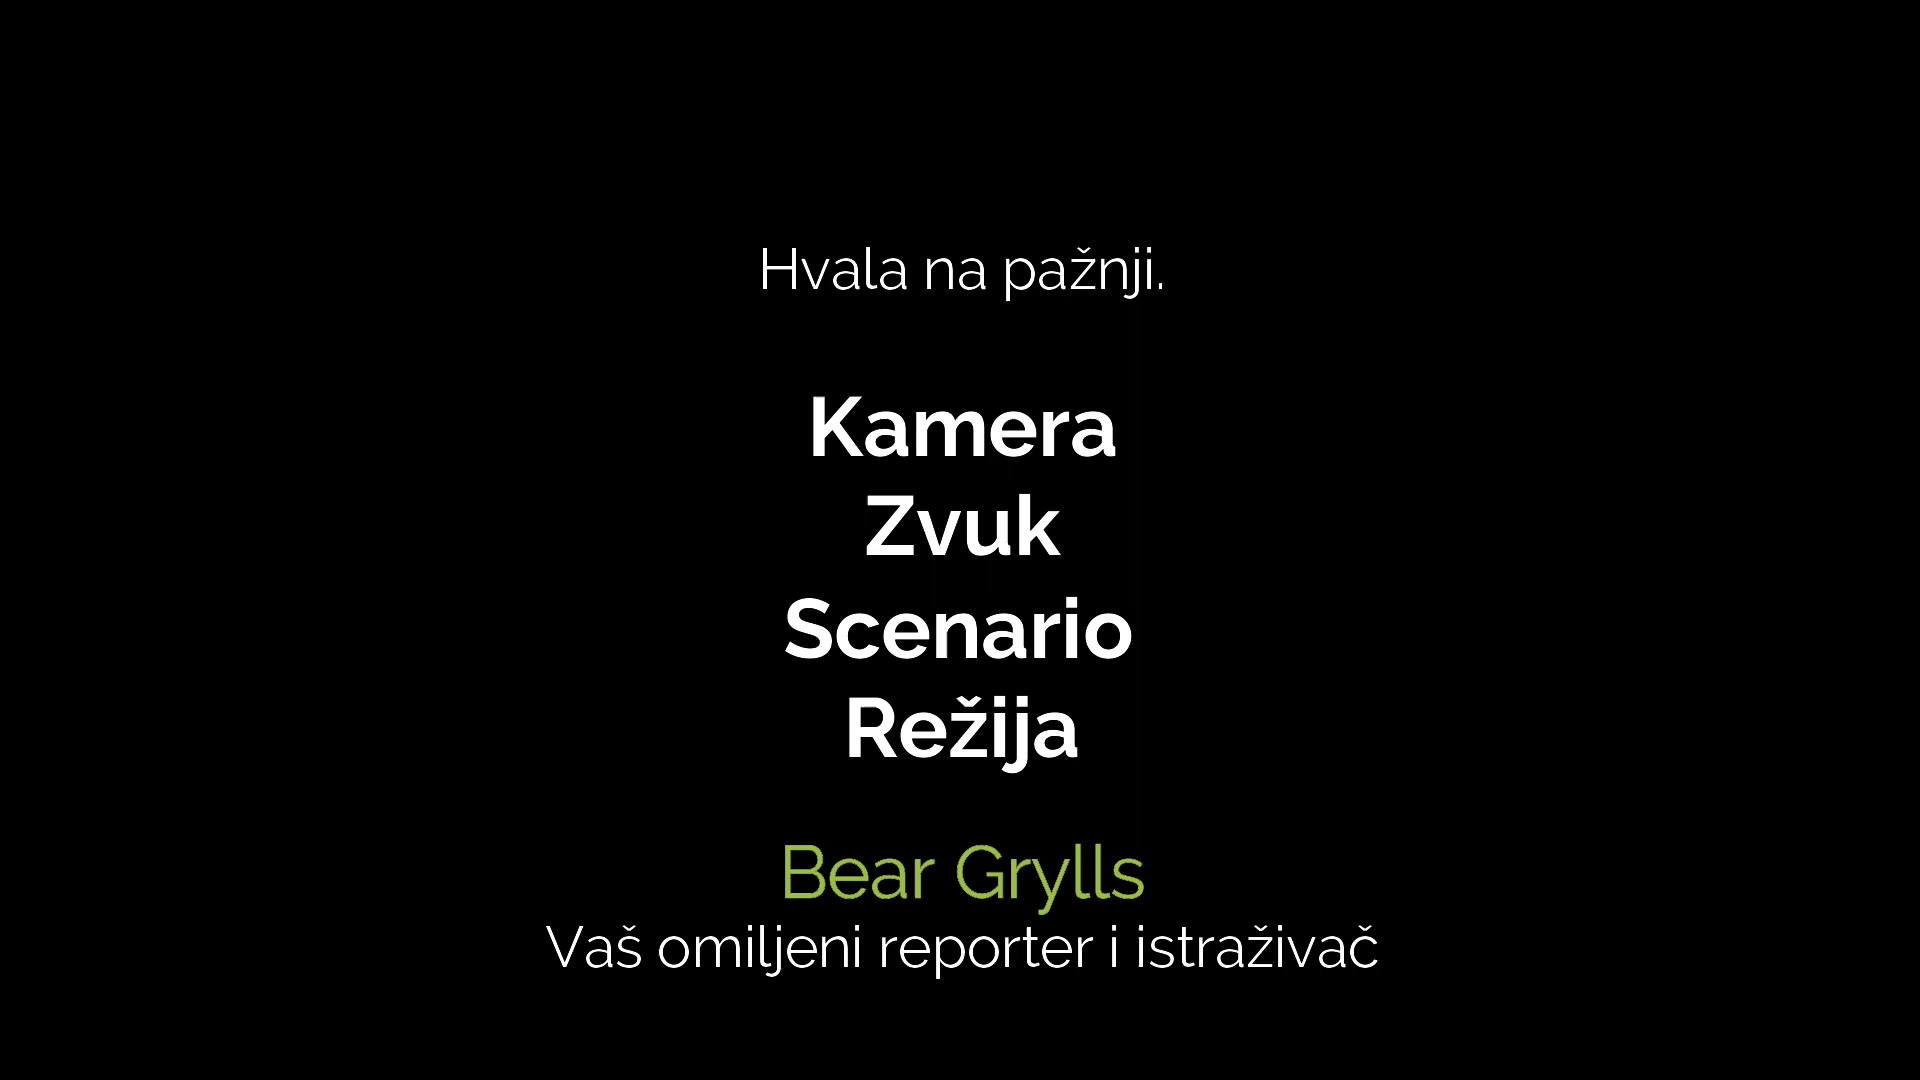 Hvala na pažnji.
Kamera
Zvuk
Scenario
Režija
Bear Grylls
Vaš omiljeni reporter i istraživač